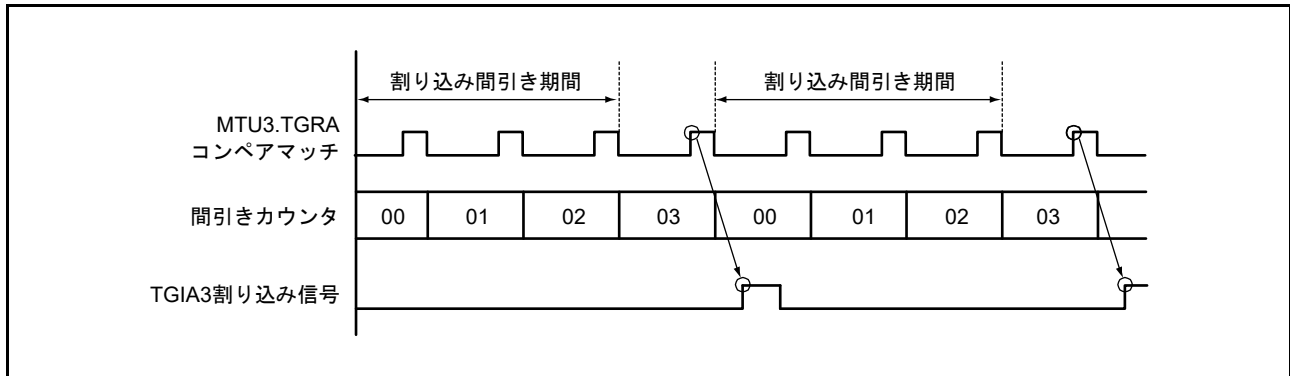 割り込み間引き期間 割り込み間引き期間
MTU3.TGRA
コンペアマッチ
間引きカウンタ 00 01 02 03 00 01 02 03
TGIA3割り込み信号